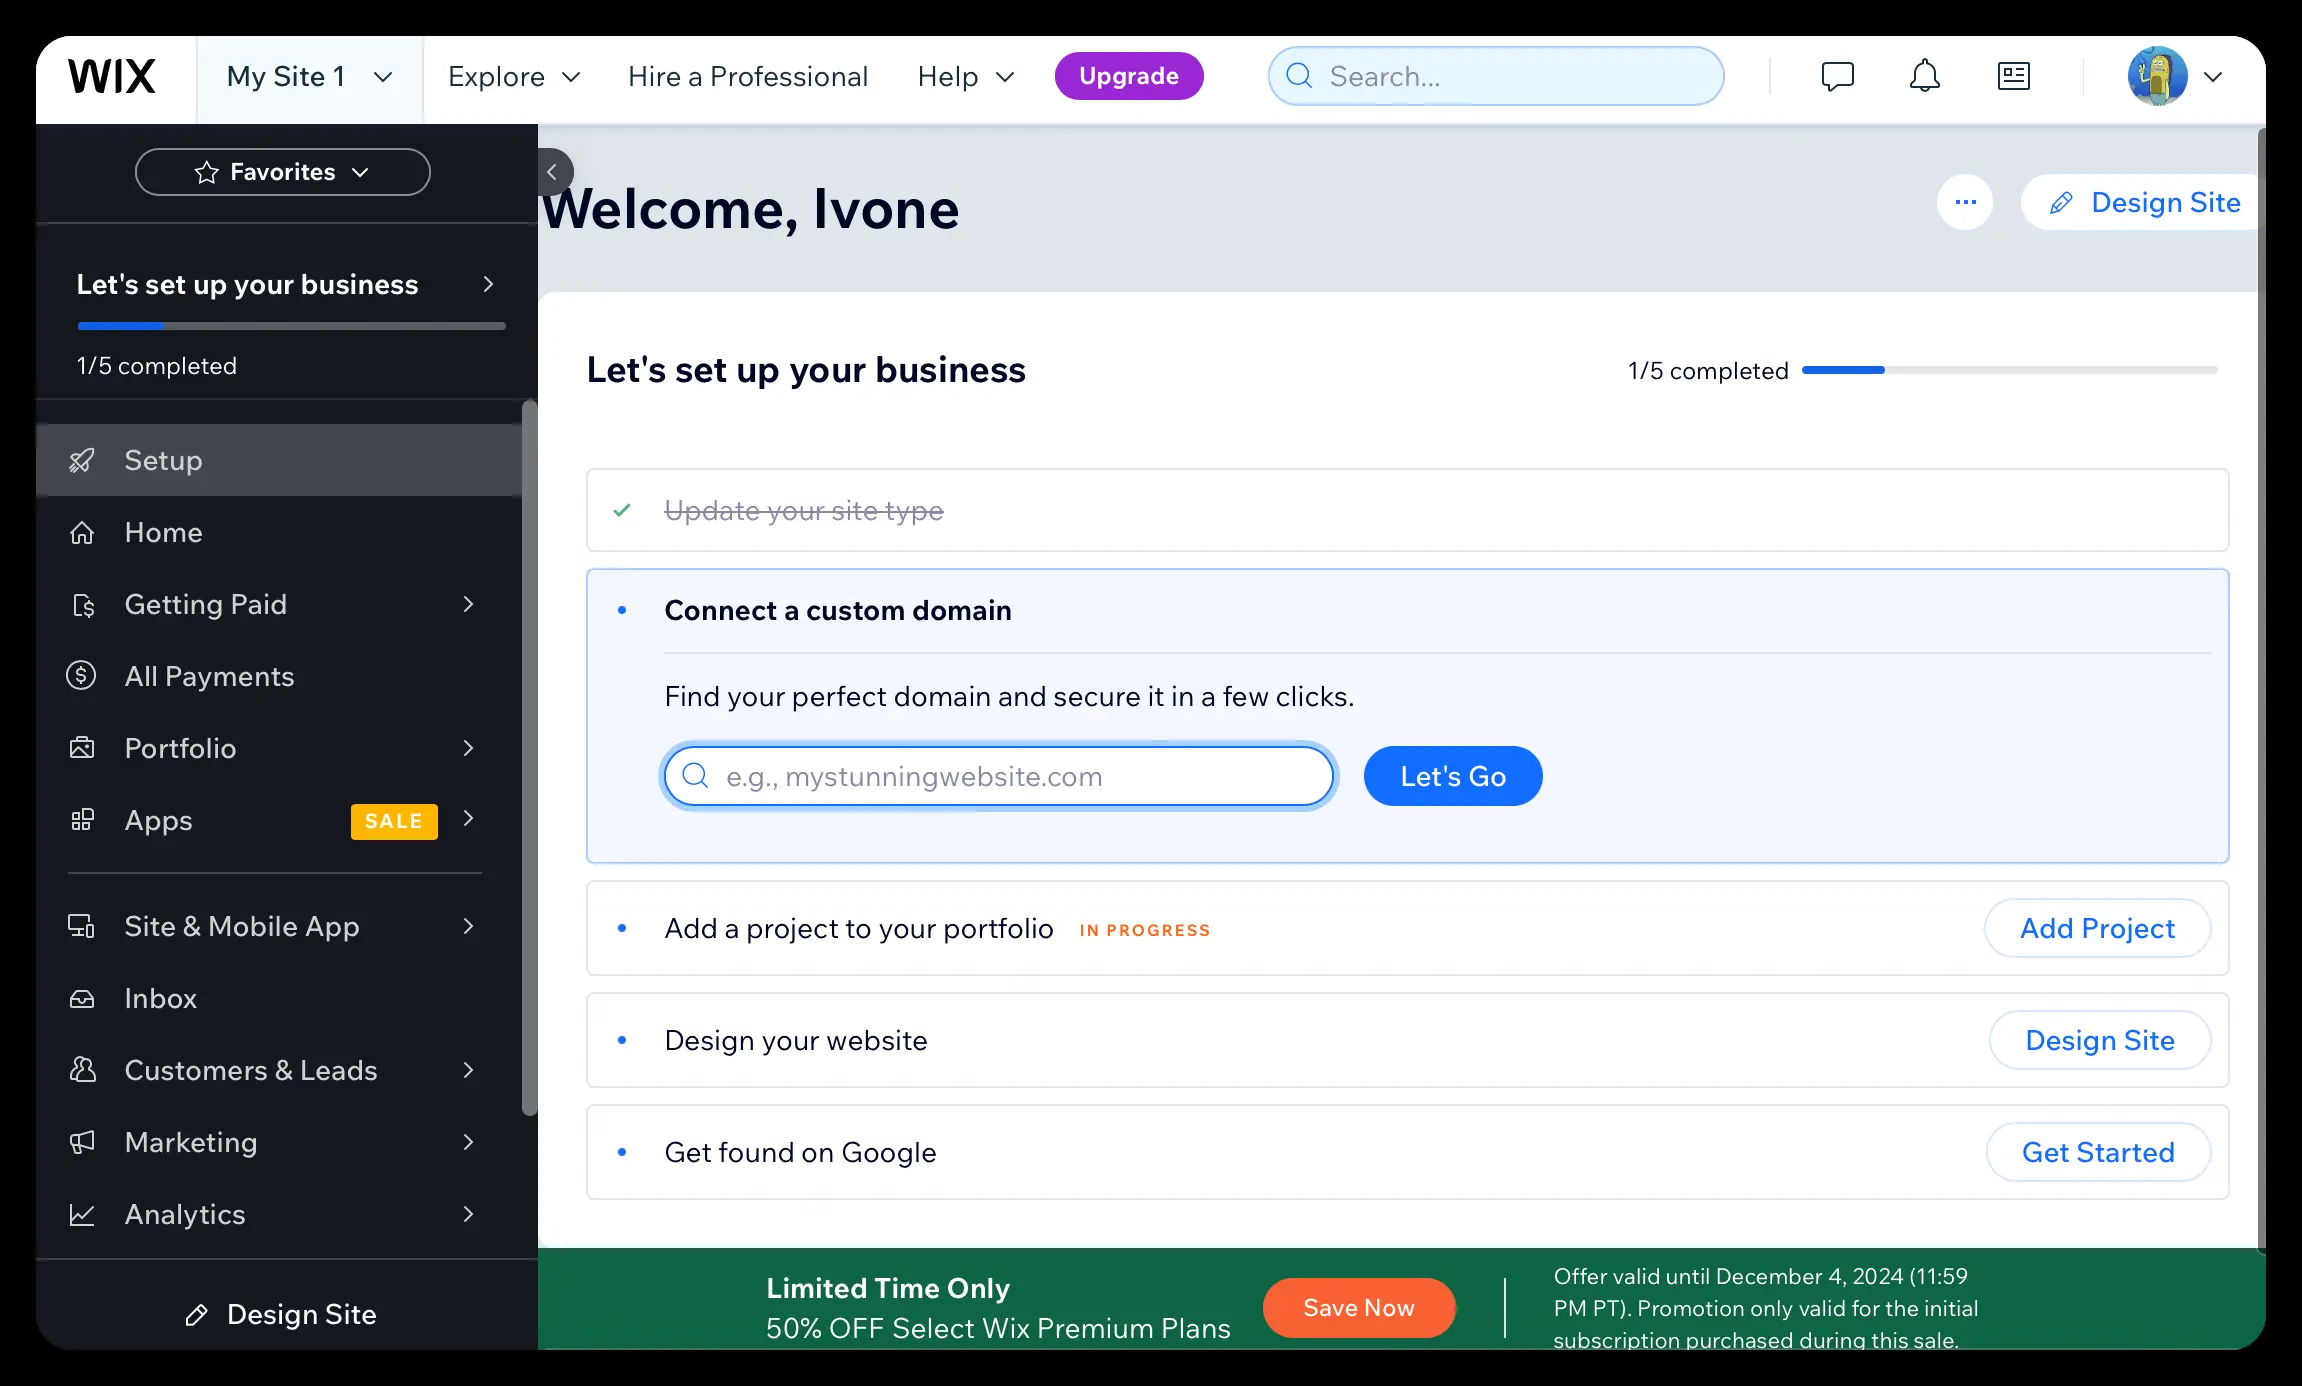 WIX
My Site 1
Explore
Hire a Professional
Help
Upgrade
Search...
Favorites
Let's set up your business
1/5 completed
Setup
Home
Getting Paid
All Payments
Portfolio
Apps
SALE
Site & Mobile App
Inbox
Customers & Leads
Marketing
Analytics
Design Site
Welcome, Ivone
Design Site
Let's set up your business
1/5 completed
Update your site type
Connect a custom domain
Find your perfect domain and secure it in a few clicks.
e.g., mystunningwebsite.com
Let's Go
Add a project to your portfolio
IN PROGRESS
Add Project
Design your website
Design Site
Get found on Google
Get Started
Limited Time Only
50% OFF Select Wix Premium Plans
Save Now
Offer valid until December 4, 2024 (11:59
PM PT). Promotion only valid for the initial
subscription purchased during this sale.